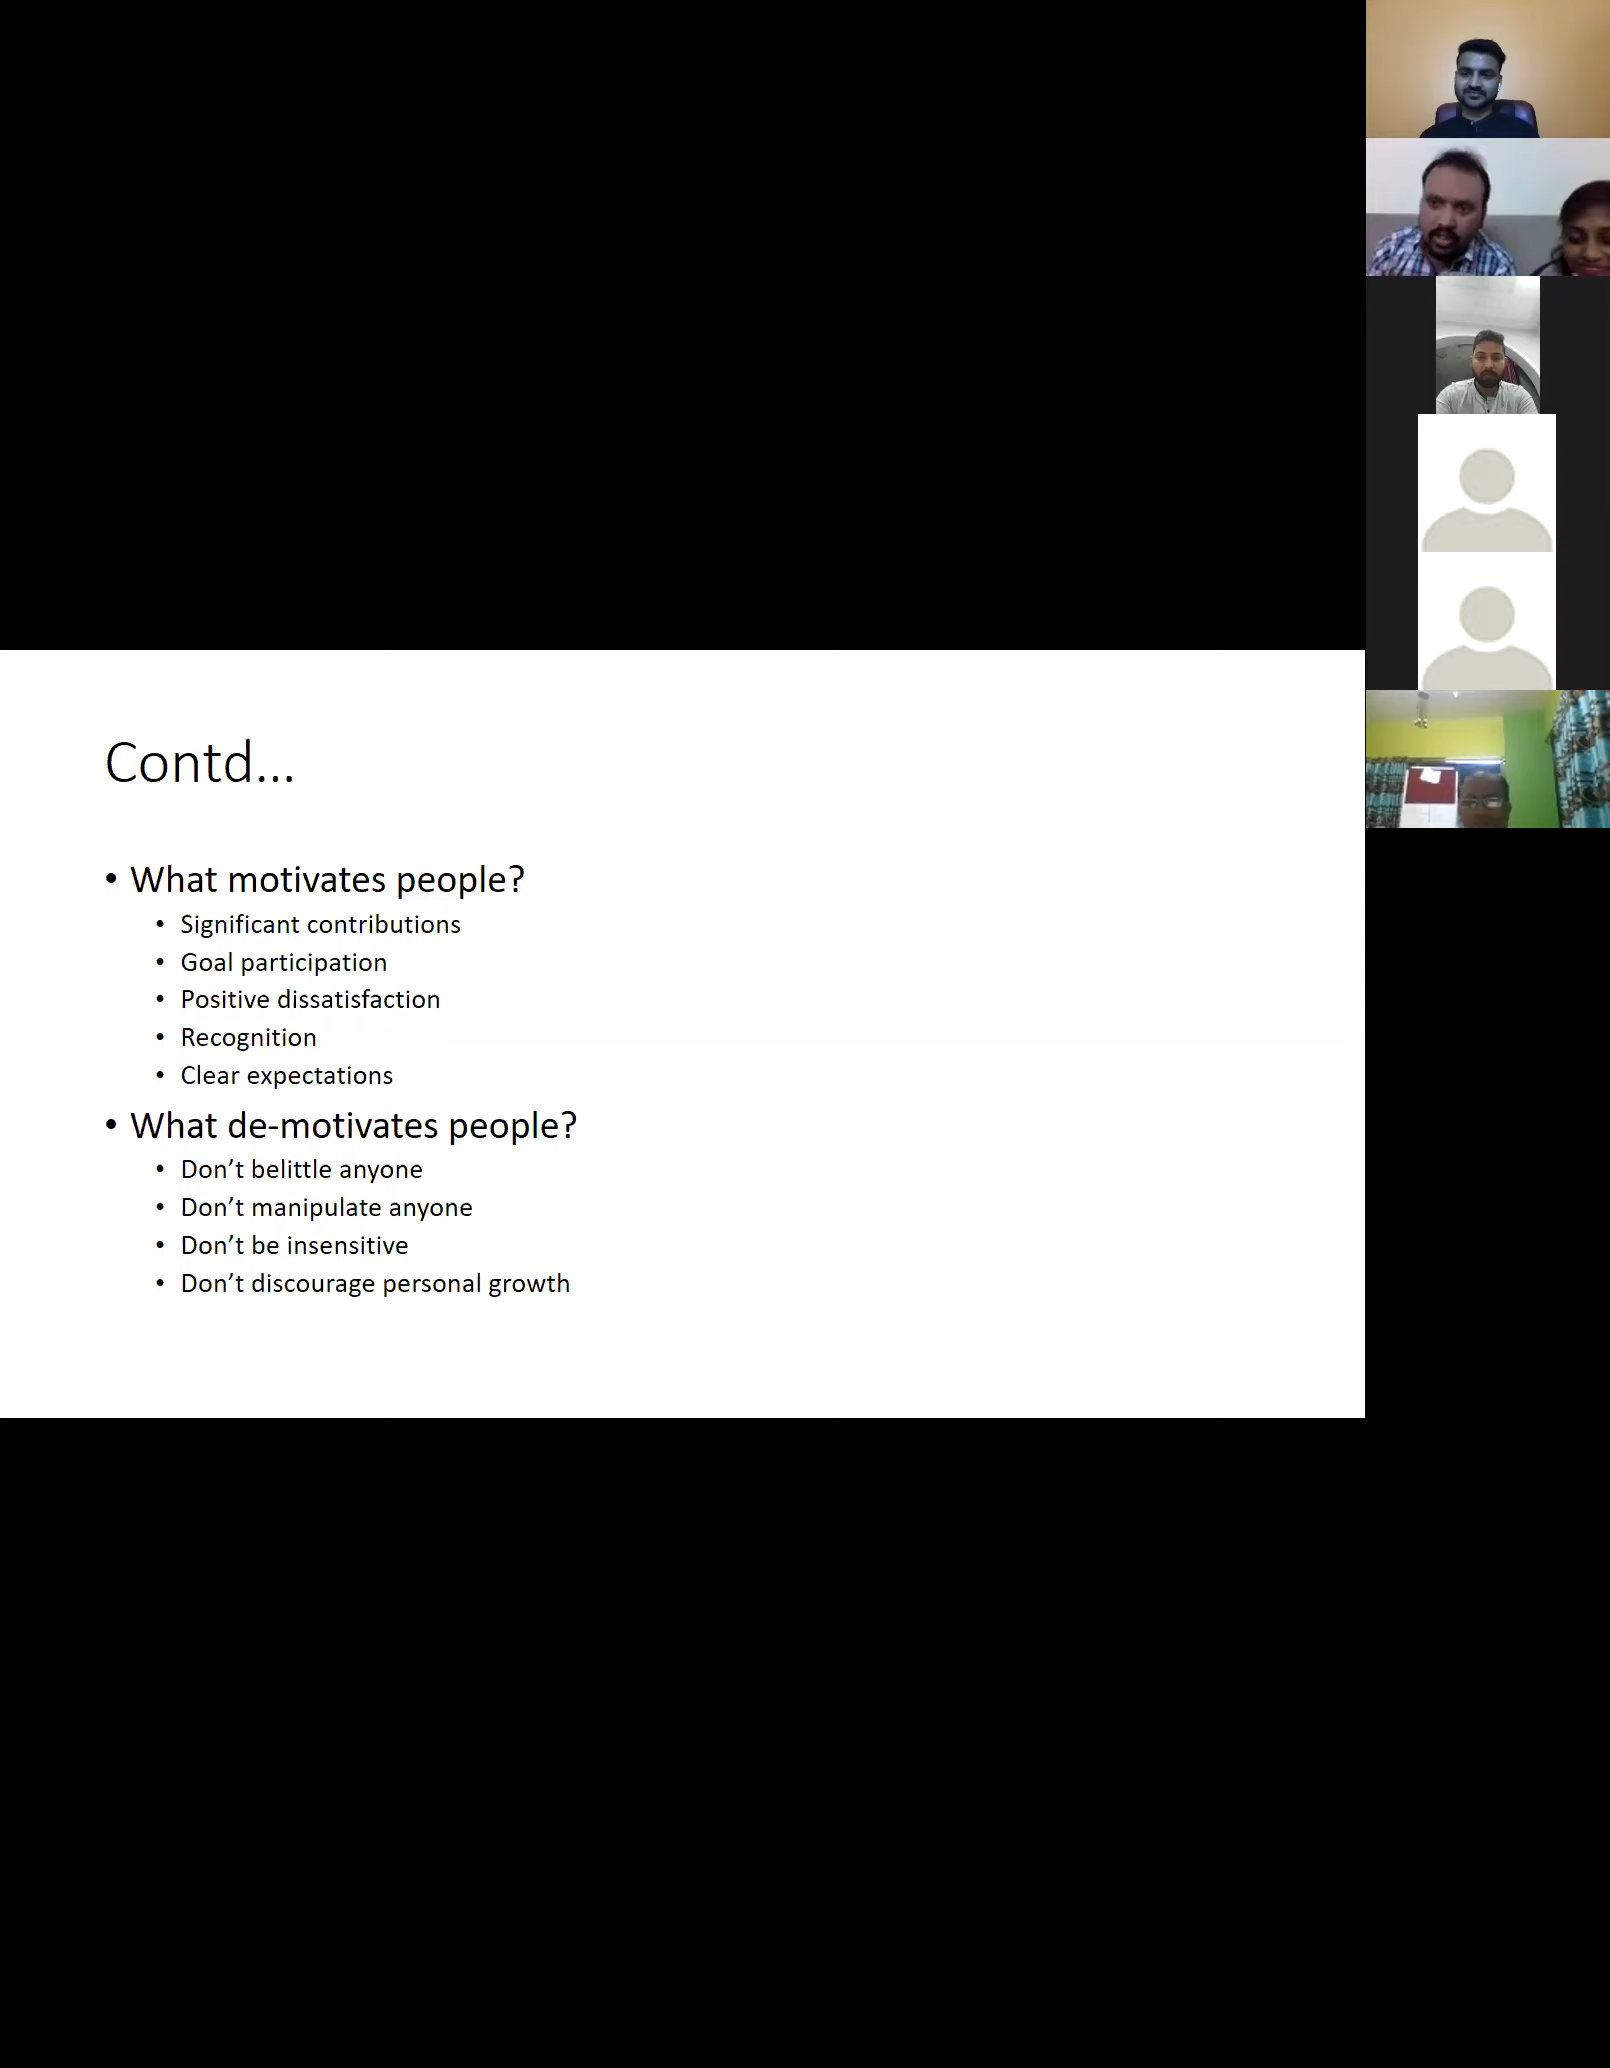 Contd...
• What motivates people?
• Significant contributions
• Goal participation
• Positive dissatisfaction
• Recognition
• Clear expectations
• What de-motivates people?
• Don’t belittle anyone
• Don’t manipulate anyone
• Don’t be insensitive
• Don’t discourage personal growth